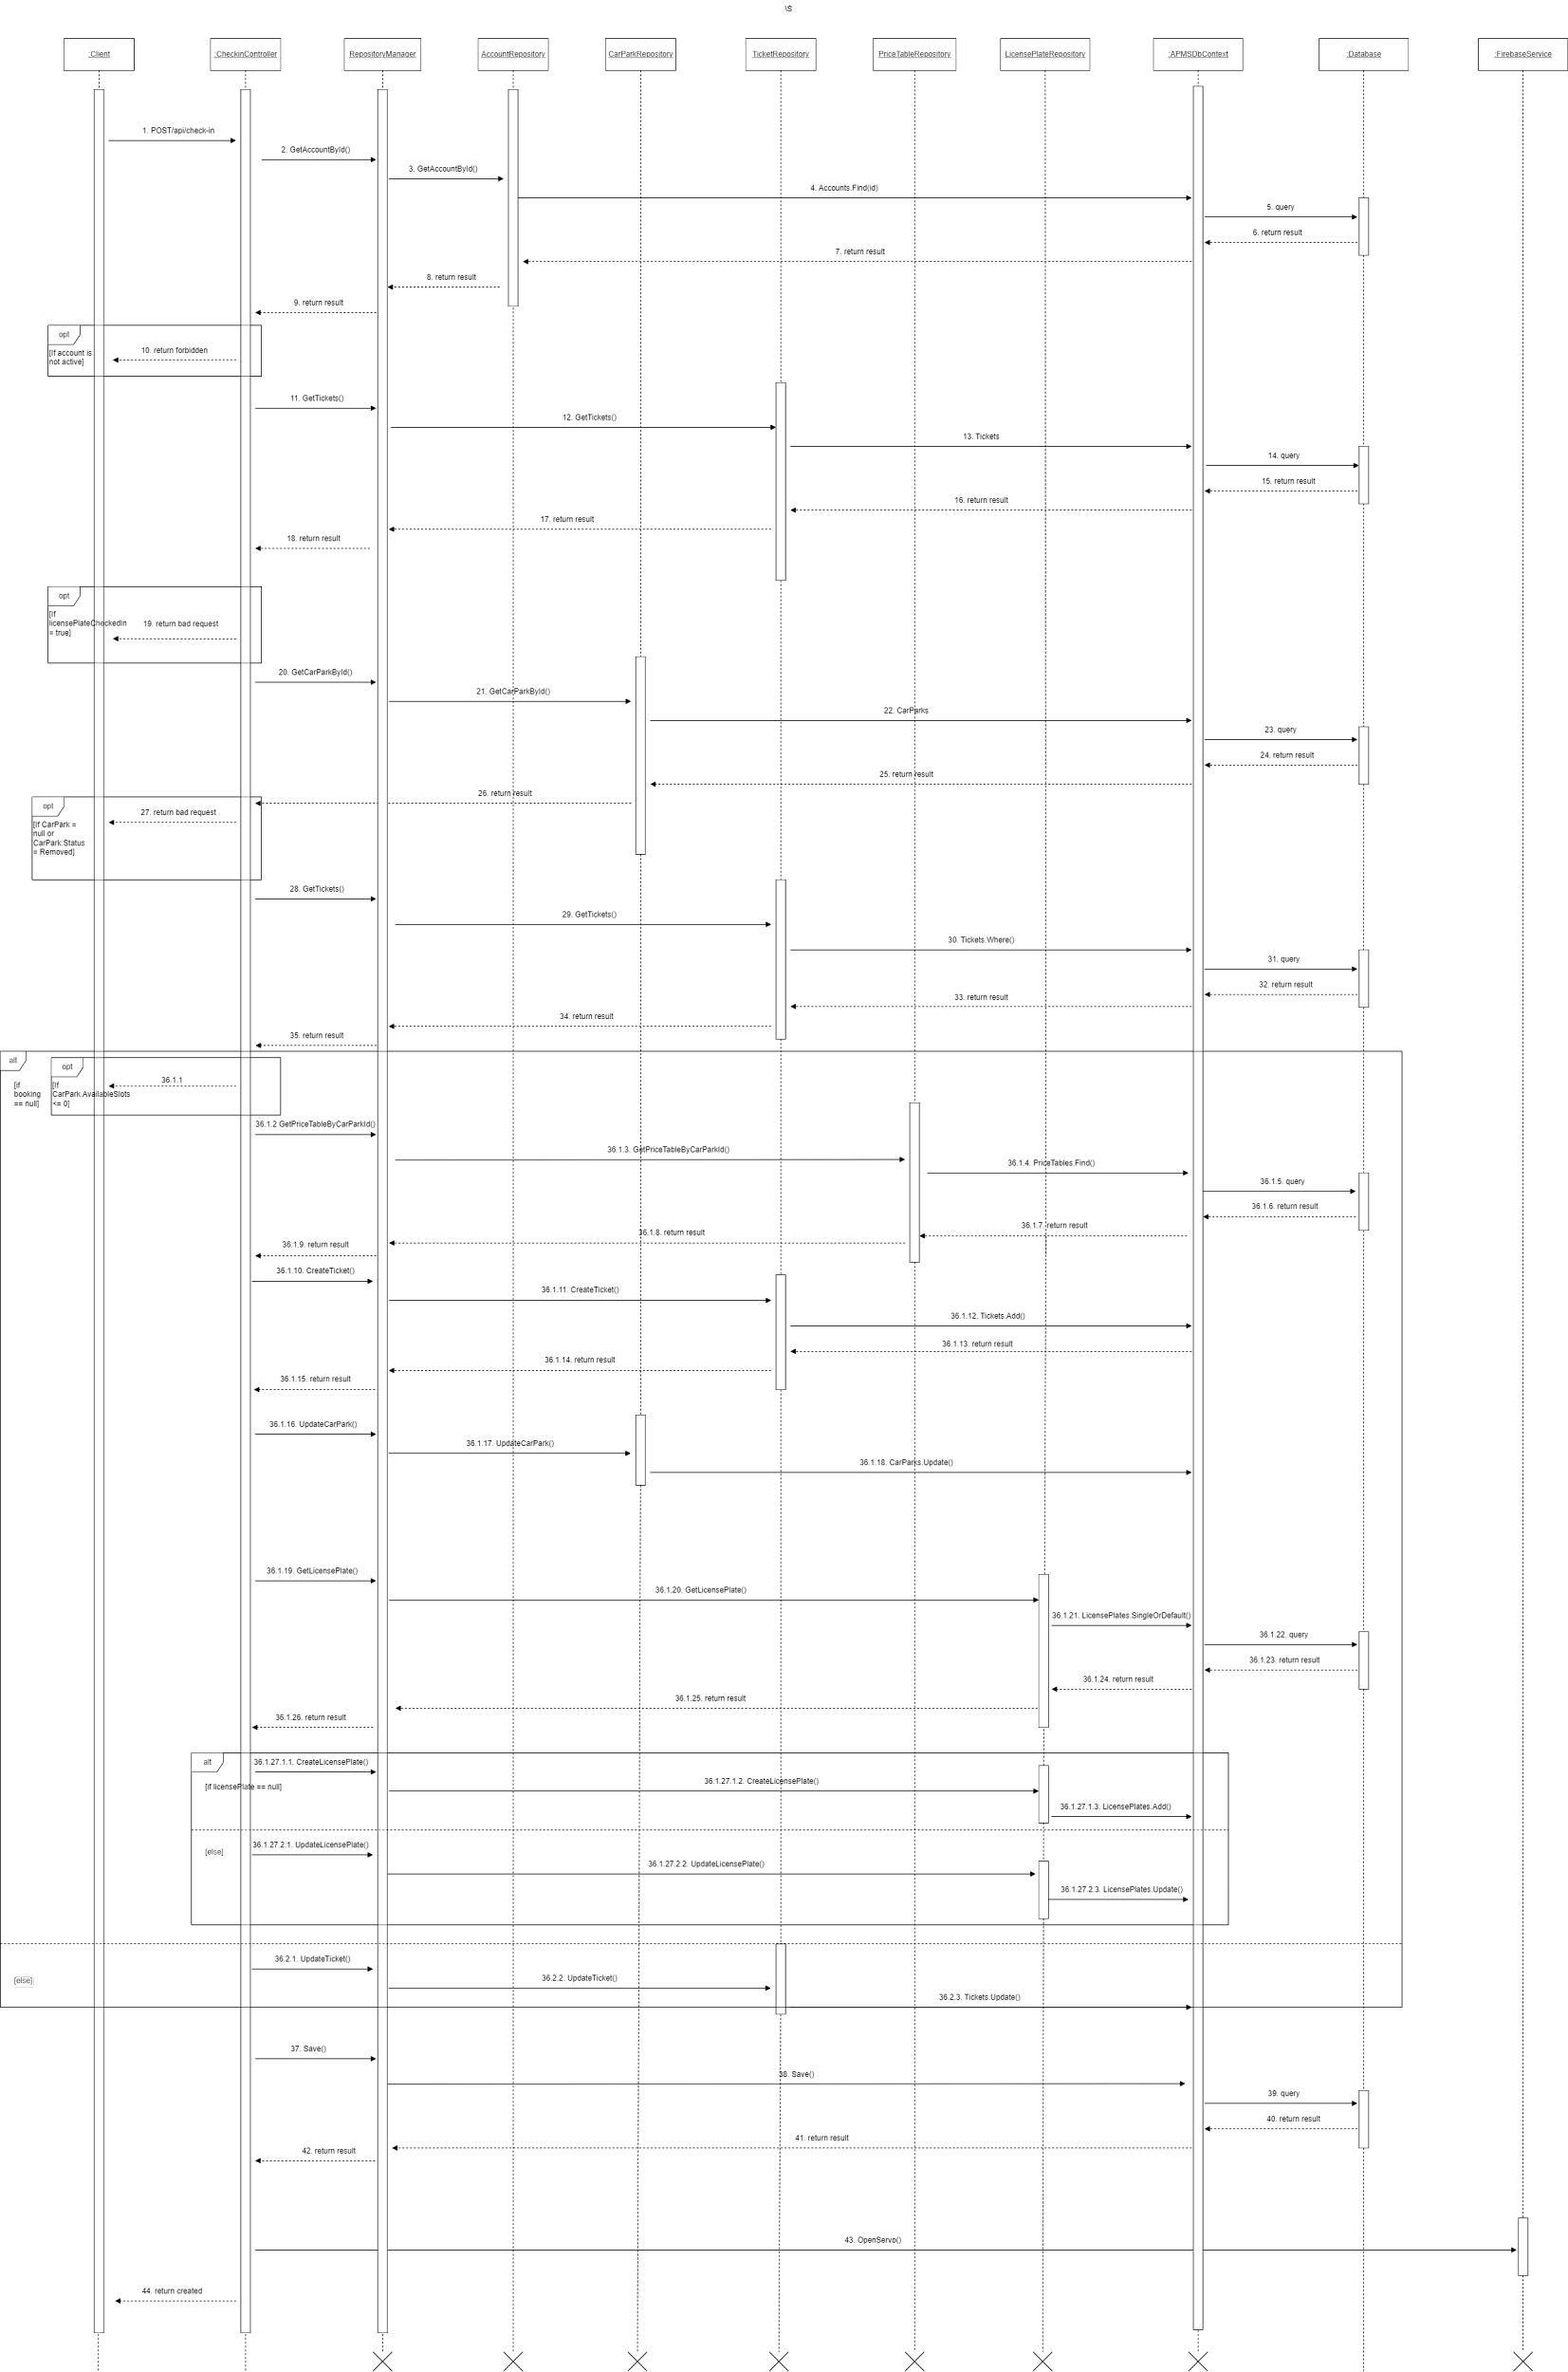 \S
:Client
:CheckinController
RepositoryManager
AccountRepository
CarParkRepository
TicketRepository
PriceTableRepository
LicensePlateRepository
:APMSDbContext
:Database
:FirebaseService
1. POST/api/check-in
2. GetAccountById()
3. GetAccountById()
4. Accounts.Find(id)
5. query
6. return result
7. return result
8. return result
9. return result
opt
[If account is
not active]
10. return forbidden
11. GetTickets()
12. GetTickets()
13. Tickets
14. query
15. return result
16. return result
17. return result
18. return result
opt
[If
licensePlateCheckedIn
= true]
19. return bad request
20. GetCarParkById()
21. GetCarParkById()
22. CarParks
23. query
24. return result
25. return result
26. return result
opt
27. return bad request
[If CarPark =
null or
CarPark.Status
= Removed]
28. GetTickets()
29. GetTickets()
30. Tickets.Where()
31. query
32. return result
33. return result
34. return result
35. return result
alt
[if
booking
== null]
opt
[If
CarPark.AvailableSlots
<= 0]
36.1.1
36.1.2 GetPriceTableByCarParkId()
36.1.3. GetPriceTableByCarParkId()
36.1.4. PriceTables.Find()
36.1.5. query
36.1.6. return result
36.1.7. return result
36.1.8. return result
36.1.9. return result
36.1.10. CreateTicket()
36.1.11. CreateTicket()
36.1.12. Tickets.Add()
36.1.13. return result
36.1.14. return result
36.1.15. return result
36.1.16. UpdateCarPark()
36.1.17. UpdateCarPark()
36.1.18. CarParks.Update()
36.1.19. GetLicensePlate()
36.1.20. GetLicensePlate()
36.1.21. LicensePlates.SingleOrDefault()
36.1.22. query
36.1.23. return result
36.1.24. return result
36.1.25. return result
36.1.26. return result
alt
36.1.27.1.1. CreateLicensePlate()
[if licensePlate == null]
36.1.27.1.2. CreateLicensePlate()
36.1.27.1.3. LicensePlates.Add()
36.1.27.2.1. UpdateLicensePlate()
[else]
36.1.27.2.2. UpdateLicensePlate()
36.1.27.2.3. LicensePlates.Update()
36.2.1. UpdateTicket()
[else]
36.2.2. UpdateTicket()
36.2.3. Tickets.Update()
37. Save()
38. Save()
39. query
40. return result
41. return result
42. return result
43. OpenServo()
44. return created